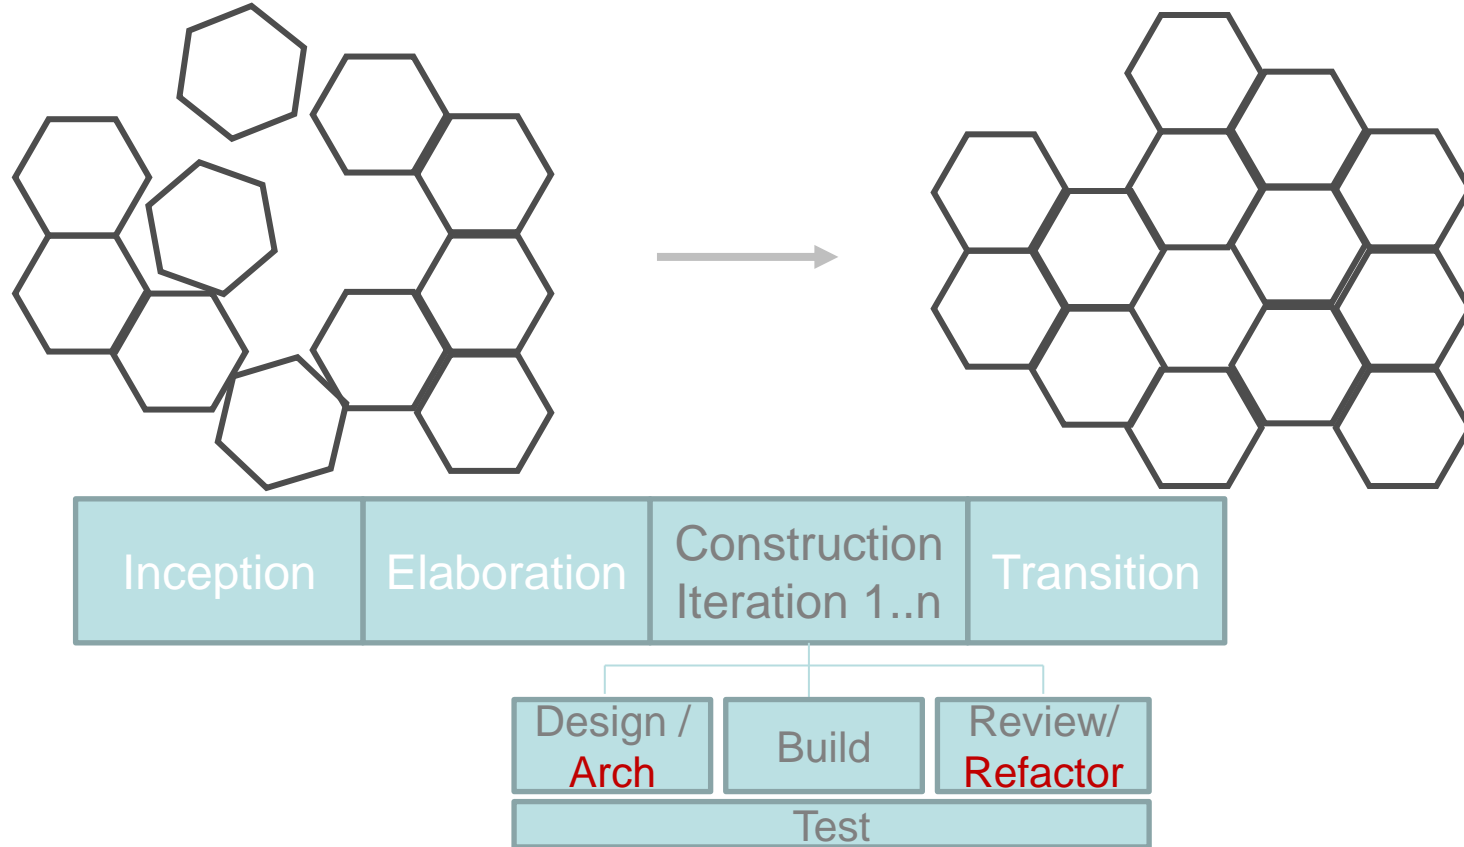 Inception
Elaboration
Construction
Iteration 1..n
Transition
Design /
Arch
Build
Review/
Refactor
Test